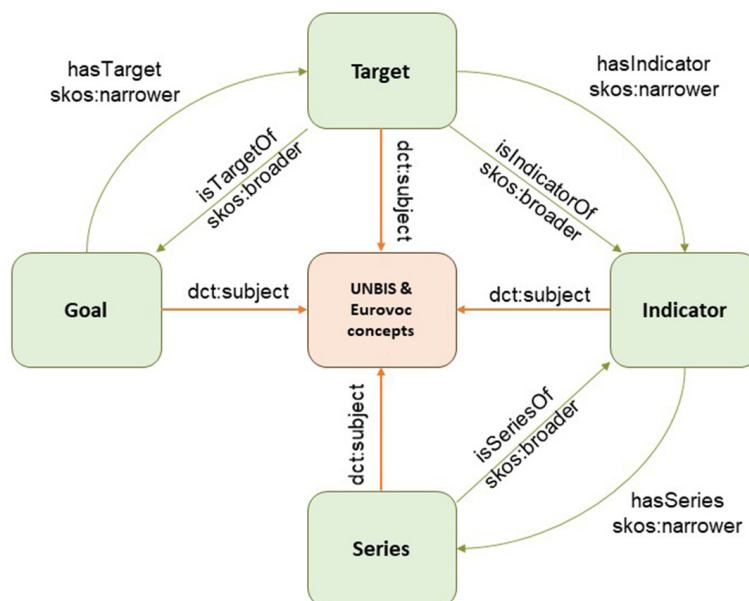 Target
hasTarget
skos:narrower
hasIndicator
skos:narrower
isTargetOf
skos:broader
dct:subject
isIndicatorOf
skos:broader
Goal
dct:subject
UNBIS &
Eurovoc
concepts
dct:subject
Indicator
dct:subject
isSeriesOf
skos:broader
hasSeries
skos:narrower
Series